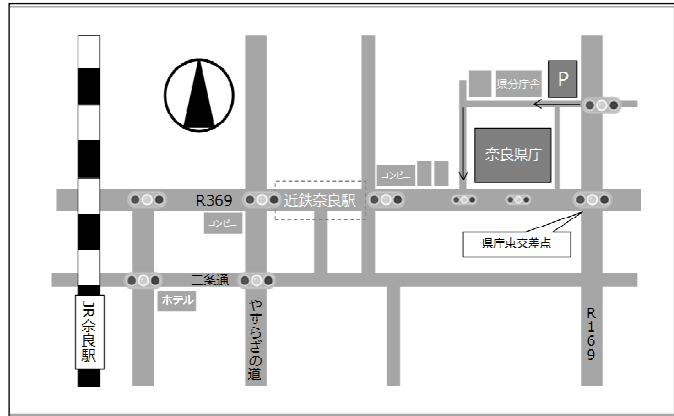 県分庁舎
P
奈良県庁
コンビニ
R369
近鉄奈良駅
コンビニ
県庁東交差点
三条通
ホテル
JR奈良駅
やすらぎの道
R169